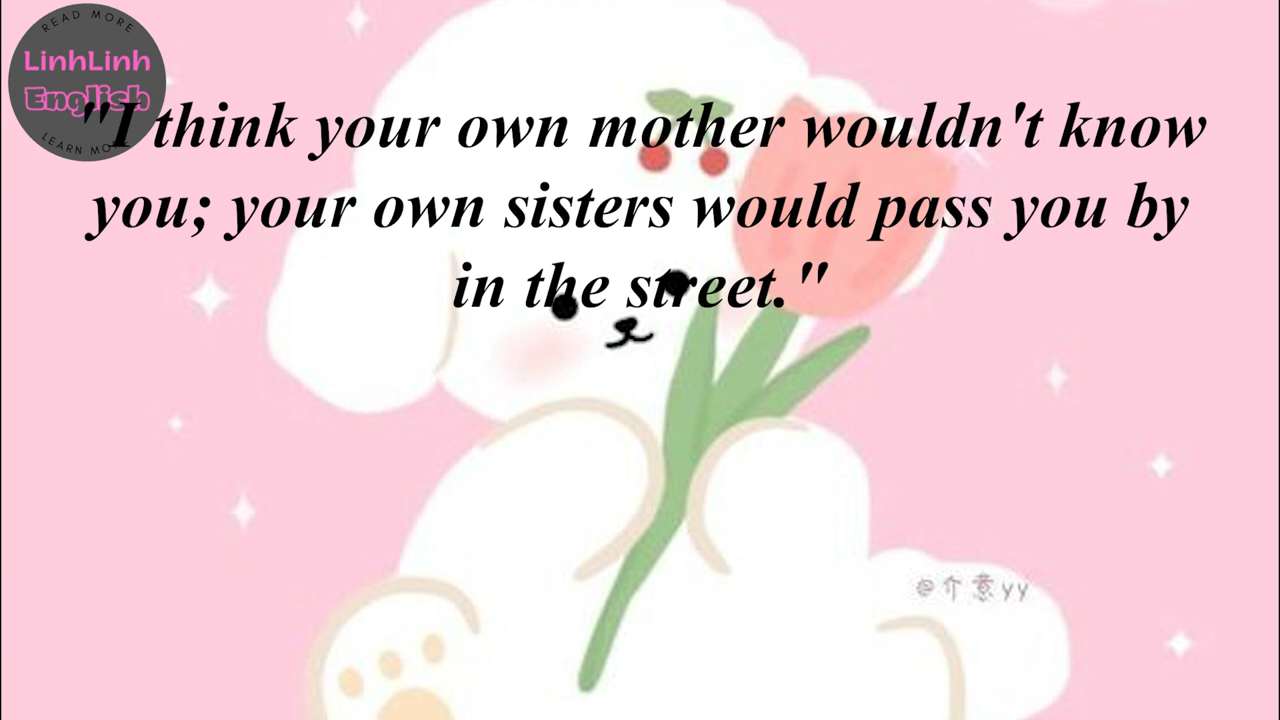 READ MORE
LinhLinh
English
LEARN MORE
"I think your own mother wouldn't know
you; your own sisters would pass you by
in the street."
@介意yy